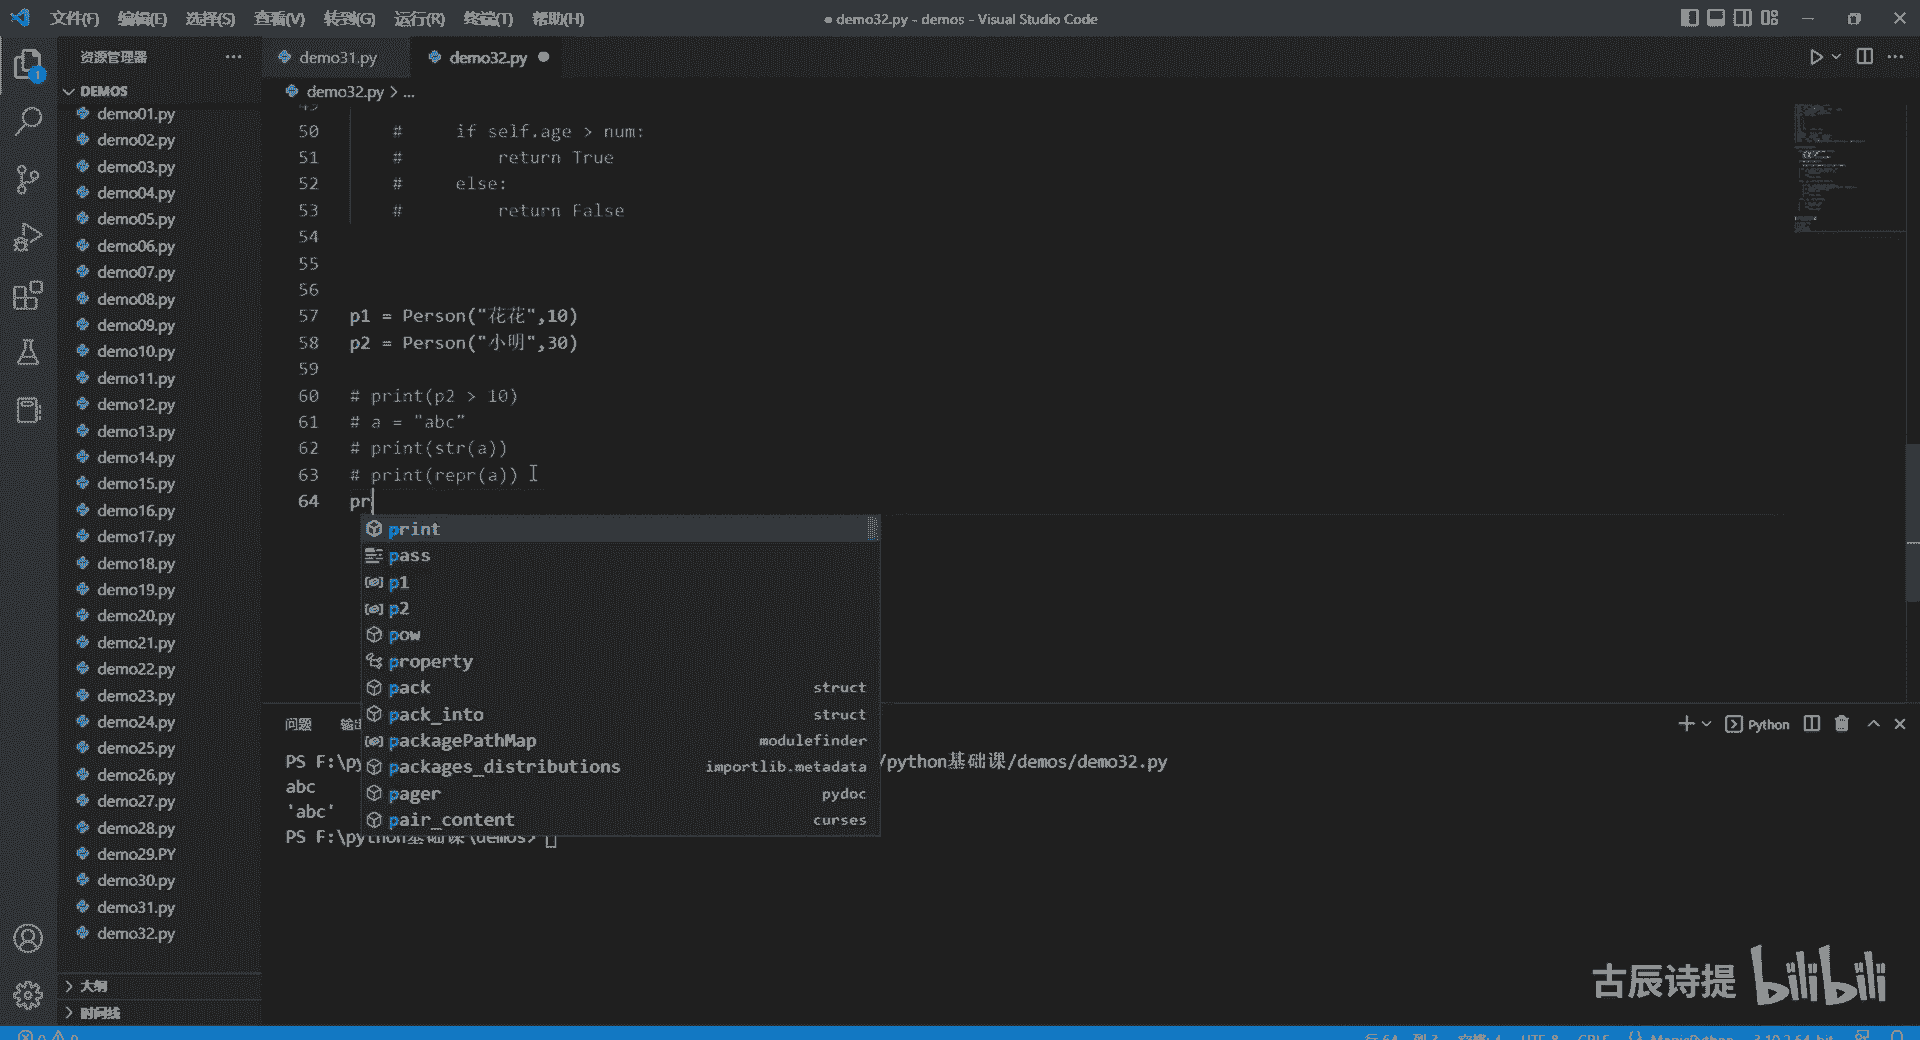 文件(F) 编辑(E) 选择(S) 查看(V) 转到(G) 运行(R) 终端(T) 帮助(H)
● demo32.py - demos - Visual Studio Code
资源管理器
1
DEMOS
demo01.py
demo02.py
demo03.py
demo04.py
demo05.py
demo06.py
demo07.py
demo08.py
demo09.py
demo10.py
demo11.py
demo12.py
demo13.py
demo14.py
demo15.py
demo16.py
demo17.py
demo18.py
demo19.py
demo20.py
demo21.py
demo22.py
demo23.py
demo24.py
demo25.py
demo26.py
demo27.py
demo28.py
demo29.PY
demo30.py
demo31.py
demo32.py
大纲
时间线
demo31.py demo32.py
demo32.py > ...
50 # if self.age > num:
51 # return True
52 # else:
53 # return False
54
55
56
57 p1 = Person("花花",10)
58 p2 = Person("小明",30)
59
60 # print(p2 > 10)
61 # a = "abc"
62 # print(str(a))
63 # print(repr(a))
64 pr
print
pass
p1
p2
pow
property
pack struct
pack_into struct
packagePathMap modulefinder
packages_distributions importlib.metadata
pager pydoc
pair_content curses
问题
Python
PS F:\py /python基础课/demos/demo32.py
abc
'abc'
PS F:\python基础课\demos>
古辰诗提 bilibili